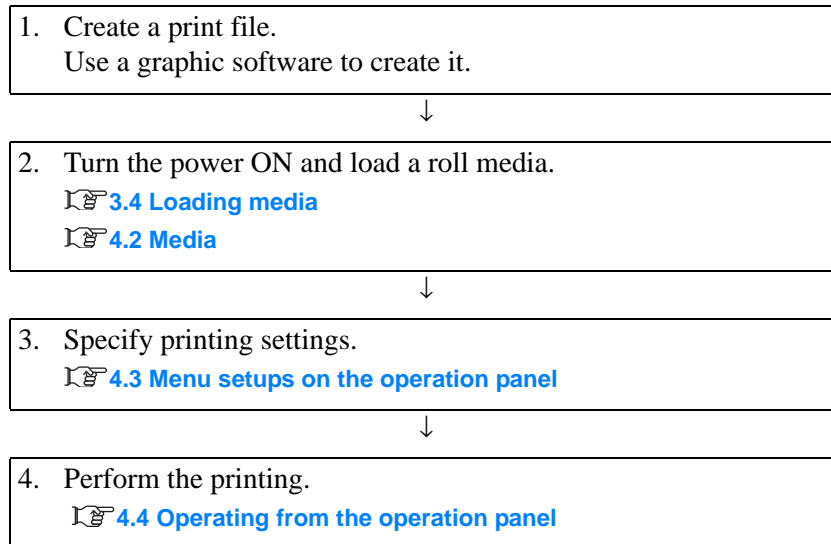 1. Create a print file.
Use a graphic software to create it.
↓
2. Turn the power ON and load a roll media.
3.4 Loading media
4.2 Media
↓
3. Specify printing settings.
4.3 Menu setups on the operation panel
↓
4. Perform the printing.
4.4 Operating from the operation panel